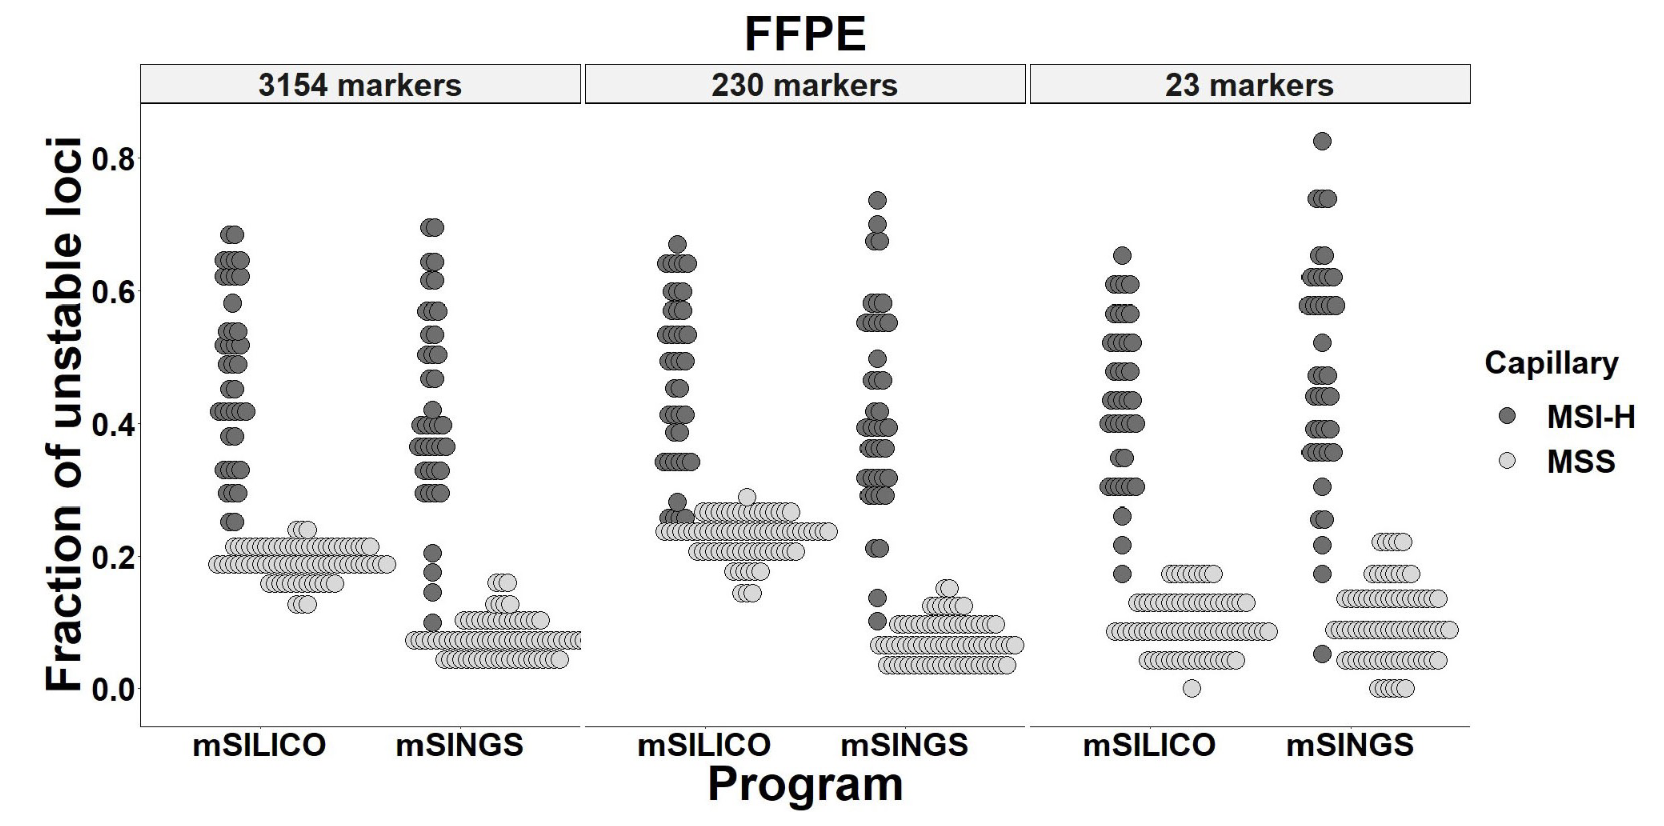 FFPE
3154 markers
230 markers
23 markers
Fraction of unstable loci
0.8
0.6
0.4
0.2
0.0
mSILICO
mSINGS
mSILICO
mSINGS
mSILICO
mSINGS
Program
Capillary
MSI-H
MSS